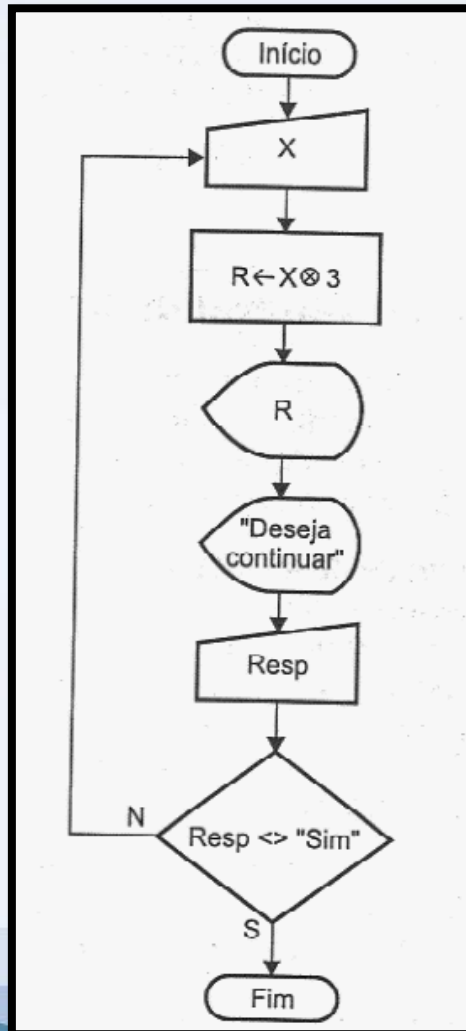 Início
X
R←X⊗3
R
"Deseja
continuar"
Resp
Resp <> "Sim"
N
S
Fim